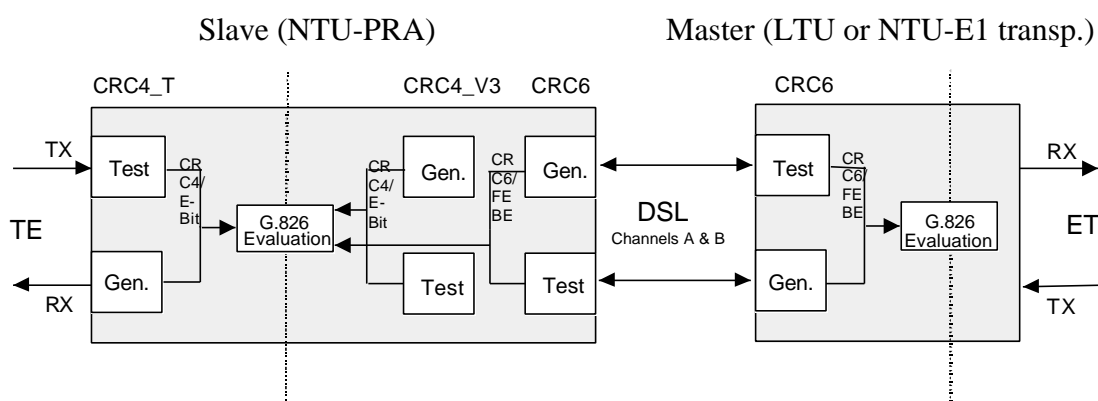 Slave (NTU-PRA)
Master (LTU or NTU-E1 transp.)
CRC4_T
CRC4_V3
CRC6
CRC6
TX
Test
CR
C4/
E-
Bit
CR
C4/
E-
Bit
Gen.
CR
C6/
FE
BE
Gen.
Test
CR
C6/
FE
BE
RX
TE
G.826
Evaluation
DSL
Channels A & B
G.826
Evaluation
ET
Gen.
Test
Test
Gen.
RX
TX